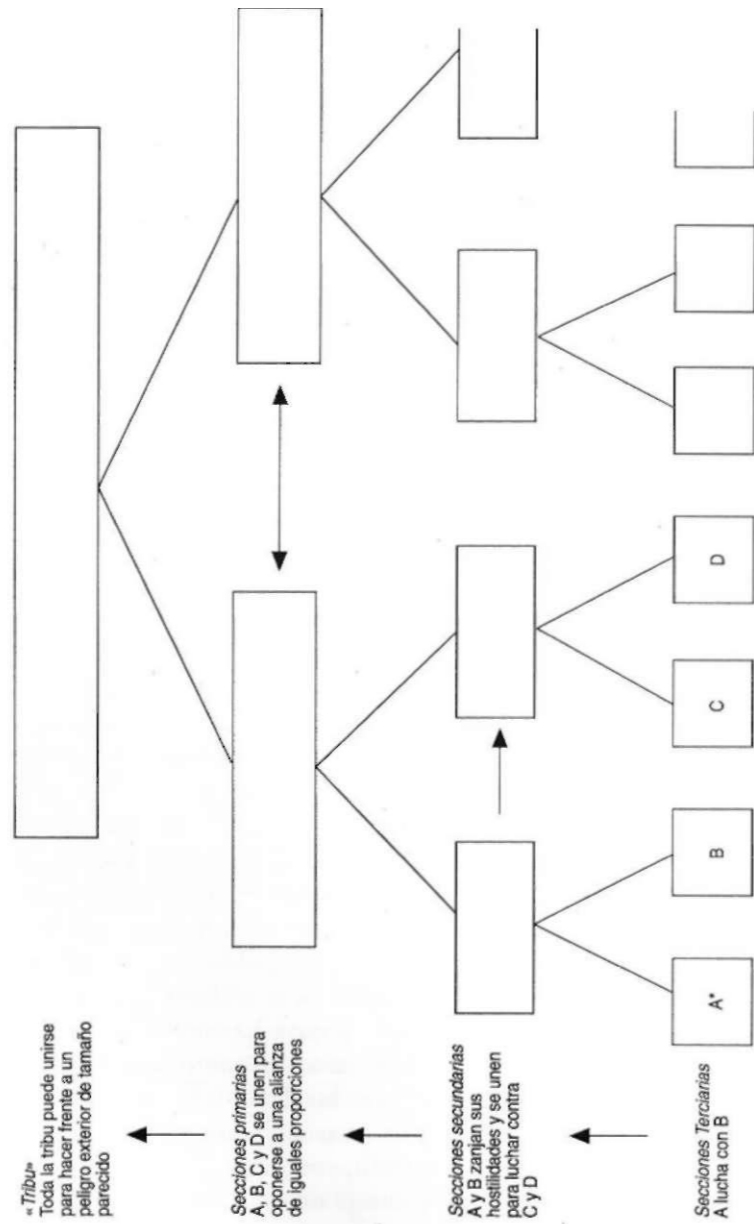 «Tribu»
Toda la tribu puede unirse
para hacer frente a un
peligro exterior de tamaño
parecido
Secciones primarias
A, B, C y D se unen para
oponerse a una alianza
de iguales proporciones
Secciones secundarias
A y B zanjan sus
hostilidades y se unen
para luchar contra
C y D
Secciones Terciarias
A lucha con B
A*
B
C
D